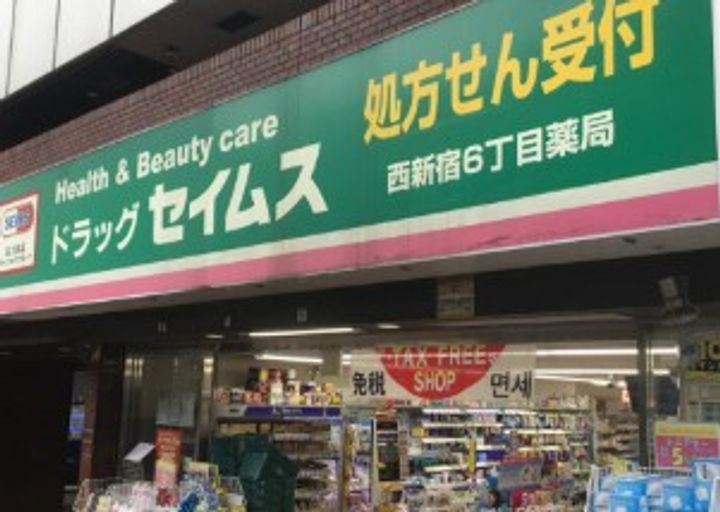 Health & Beauty care
ドラッグ セイムス
処方せん受付
西新宿6丁目薬局
TAX FREE
SHOP
免税
면세
5